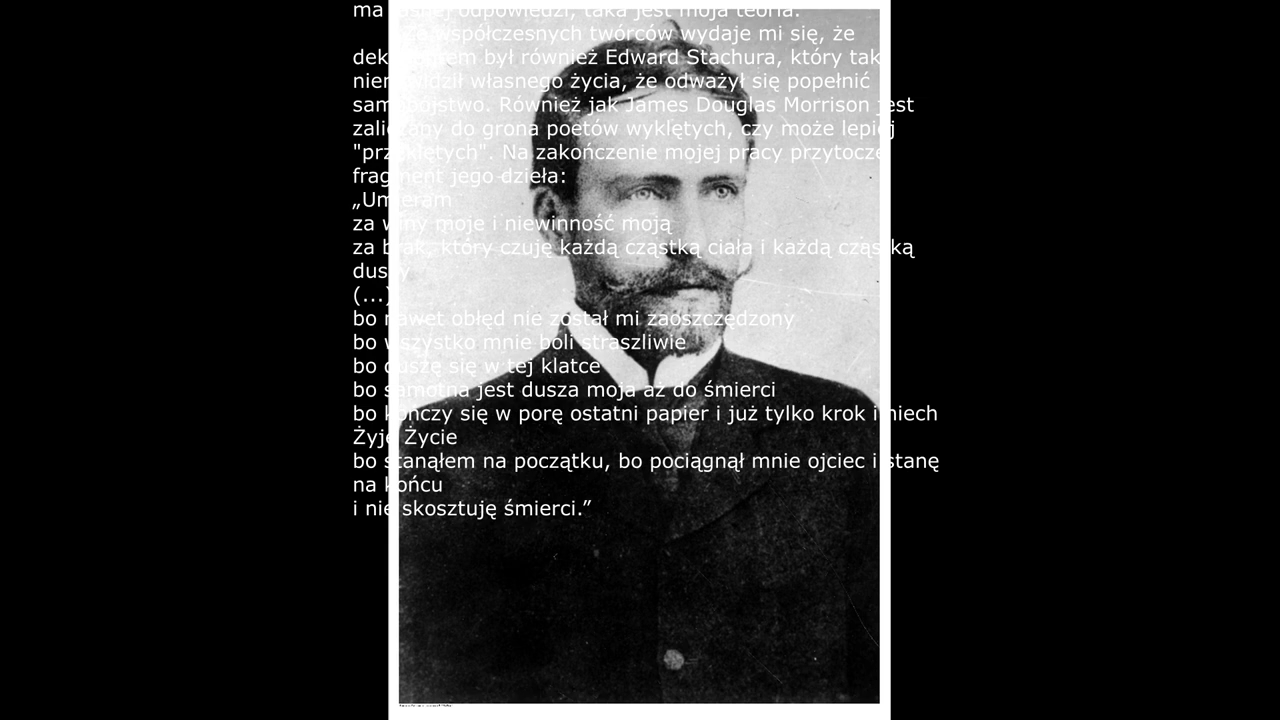 ma jasnej odpowiedzi, taka jest moja teoria.
współczesnych twórców wydaje mi się, że
dekadentem był również Edward Stachura, który tak
nienawidził własnego życia, że odważył się popełnić
samobójstwo. Również jak James Douglas Morrison jest
zaliczany do grona poetów wyklętych, czy może lepiej
"przeklętych". Na zakończenie mojej pracy przytoczę
fragment jego dzieła:
„Umieram
za winy moje i niewinność moją
za brak, który czuję każdą cząstką ciała i każdą cząstką
duszy
(...)
bo nawet obłęd nie został mi zaoszczędzony
bo wszystko mnie boli straszliwie
bo duszę się w tej klatce
bo samotna jest dusza moja aż do śmierci
bo kończy się w porę ostatni papier i już tylko krok i niech
Żyje Życie
bo stanąłem na początku, bo pociągnął mnie ojciec i stanę
na końcu
i nie skosztuję śmierci.”